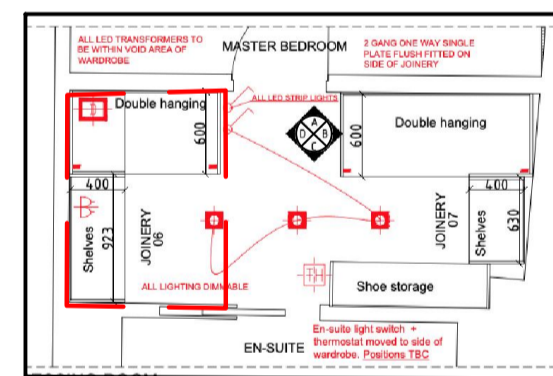 ALL LED TRANSFORMERS TO
BE WITHIN VOID AREA OF
WARDROBE
MASTER BEDROOM
2 GANG ONE WAY SINGLE
PLATE FLUSH FITTED ON
SIDE OF JOINERY
Double hanging
ALL LED STRIP LIGHTS
600
A
D B
C
600
Double hanging
400
Shelves
923
JOINERY
06
JOINERY
07
400
Shelves
630
TH
ALL LIGHTING DIMMABLE
Shoe storage
EN-SUITE
En-suite light switch +
thermostat moved to side of
wardrobe. Positions TBC